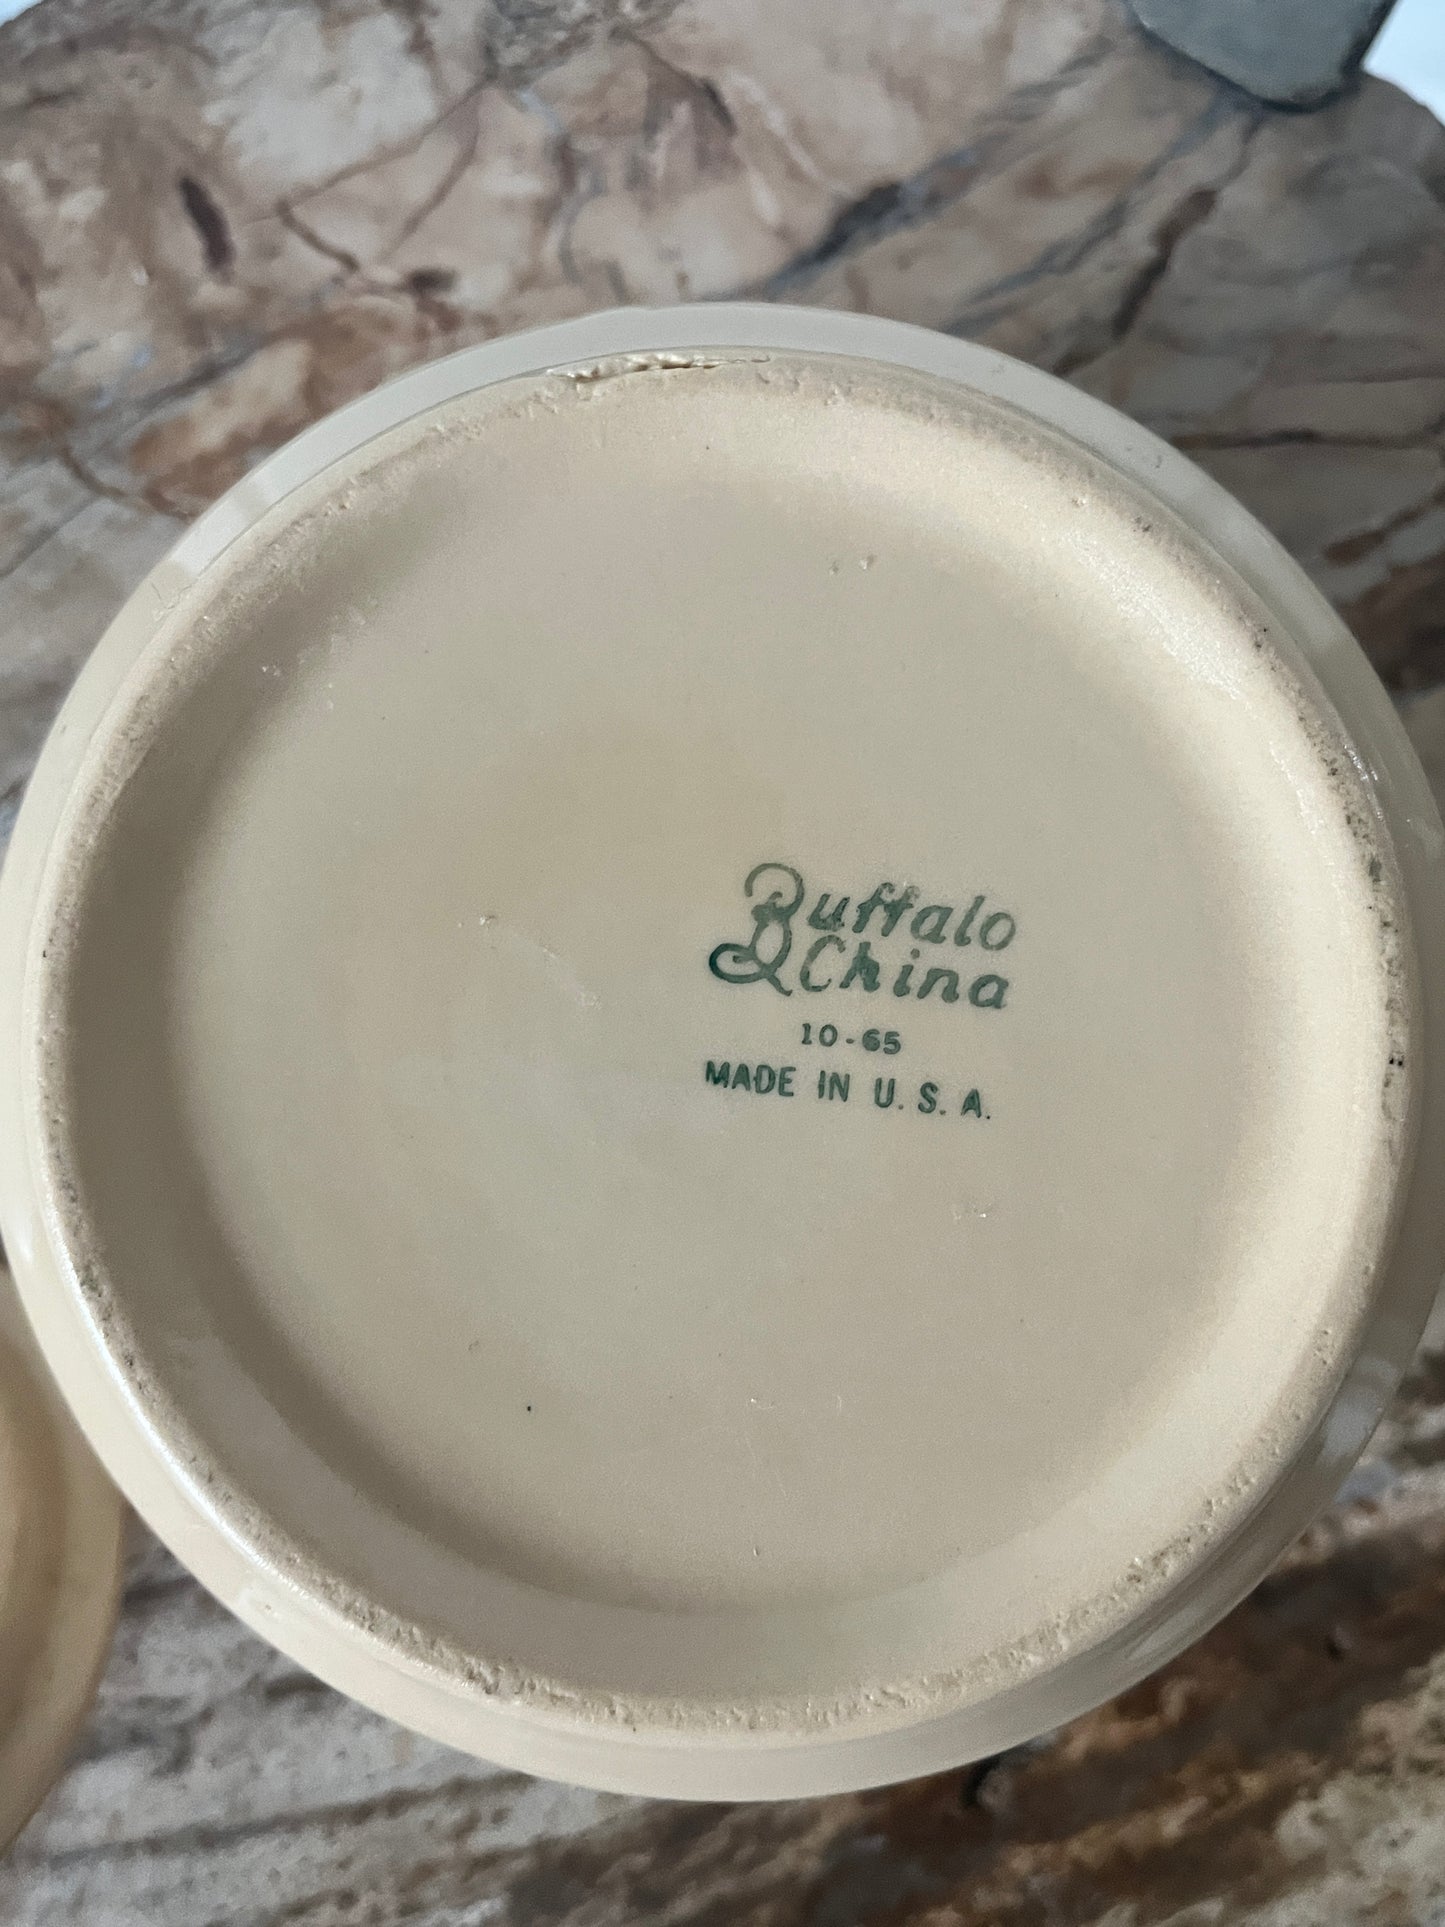 Buffalo
China
10-65
MADE IN U.S.A.